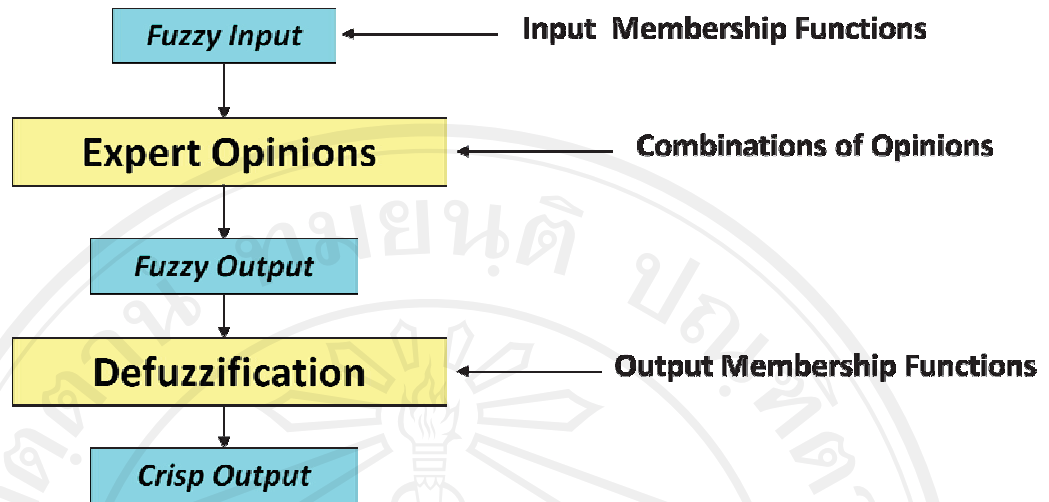 Fuzzy Input
Input Membership Functions
Expert Opinions
Combinations of Opinions
Fuzzy Output
Defuzzification
Output Membership Functions
Crisp Output